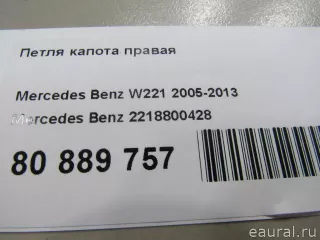 Петля капота правая
Mercedes Benz W221 2005-2013
Mercedes Benz 2218800428
80 889 757
eaural.ru